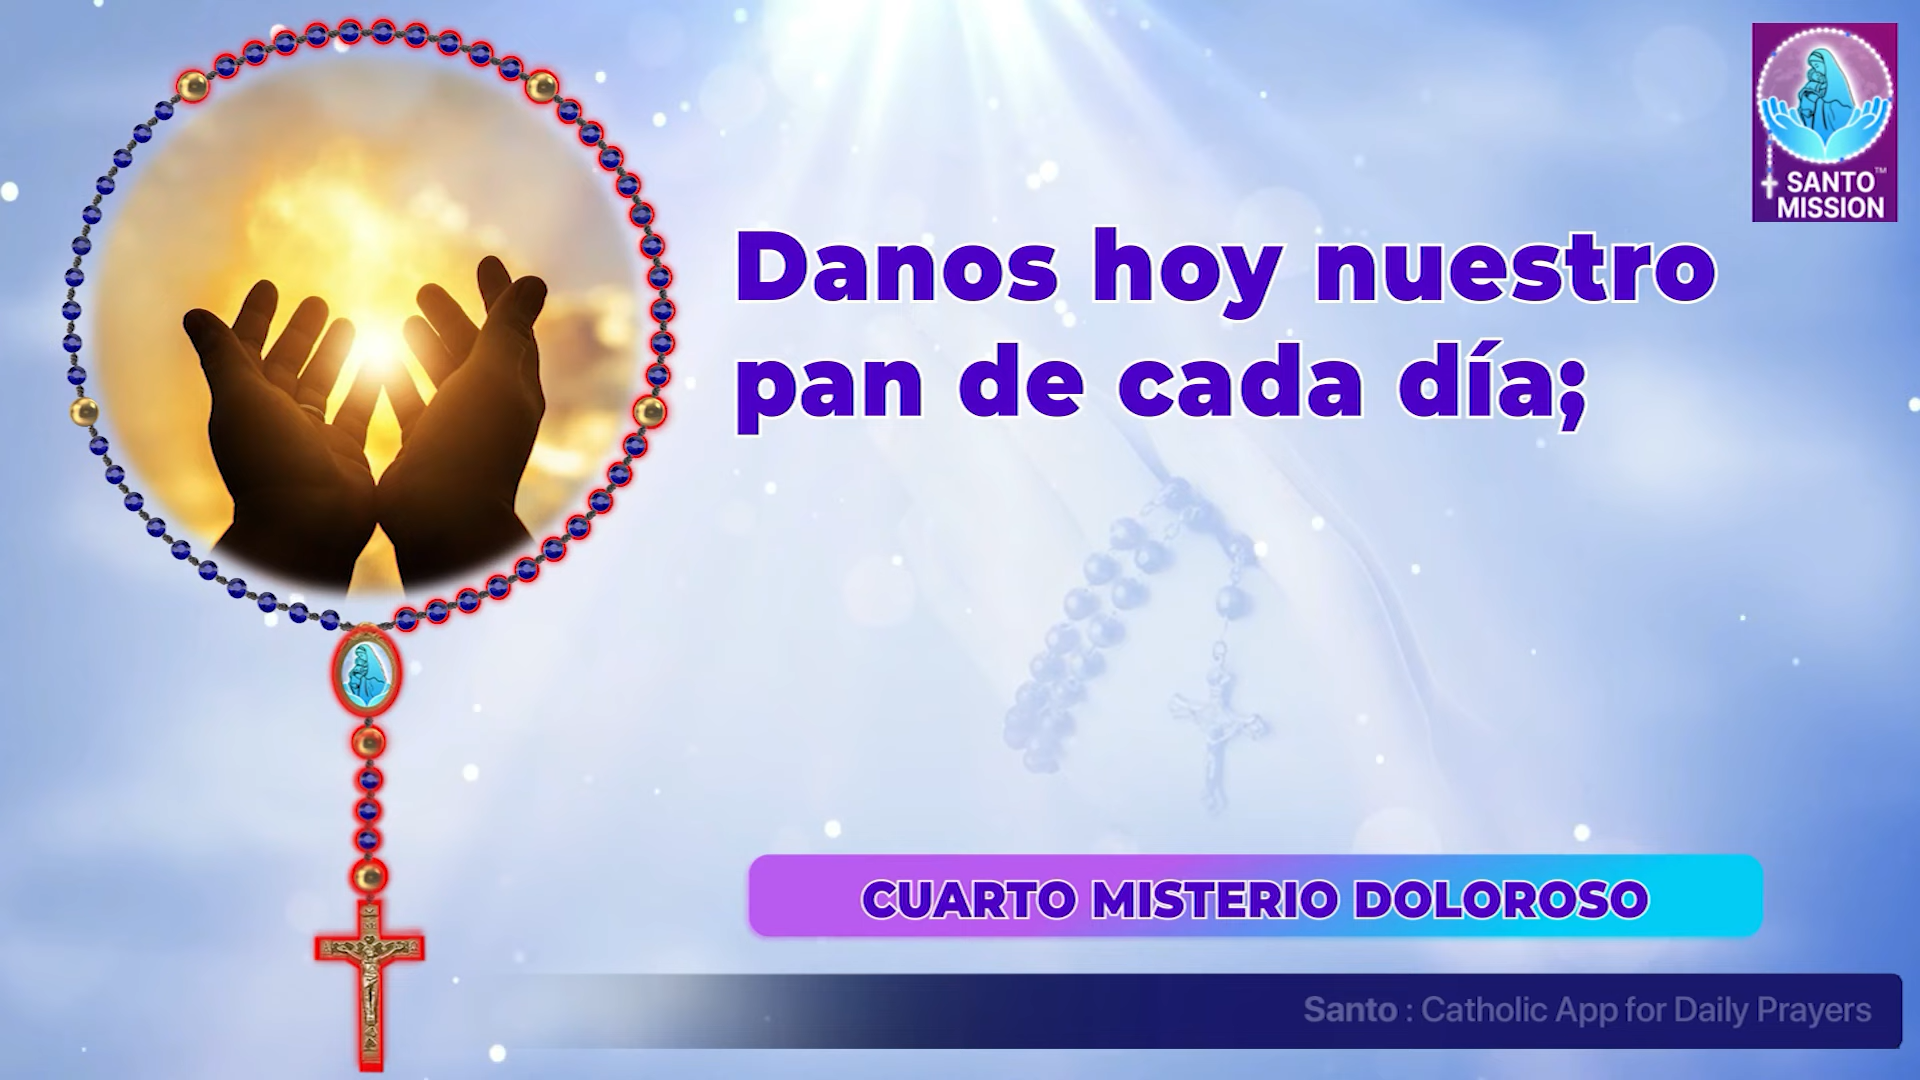 SANTO™
MISSION
Danos hoy nuestro
pan de cada día;
CUARTO MISTERIO DOLOROSO
Santo : Catholic App for Daily Prayers